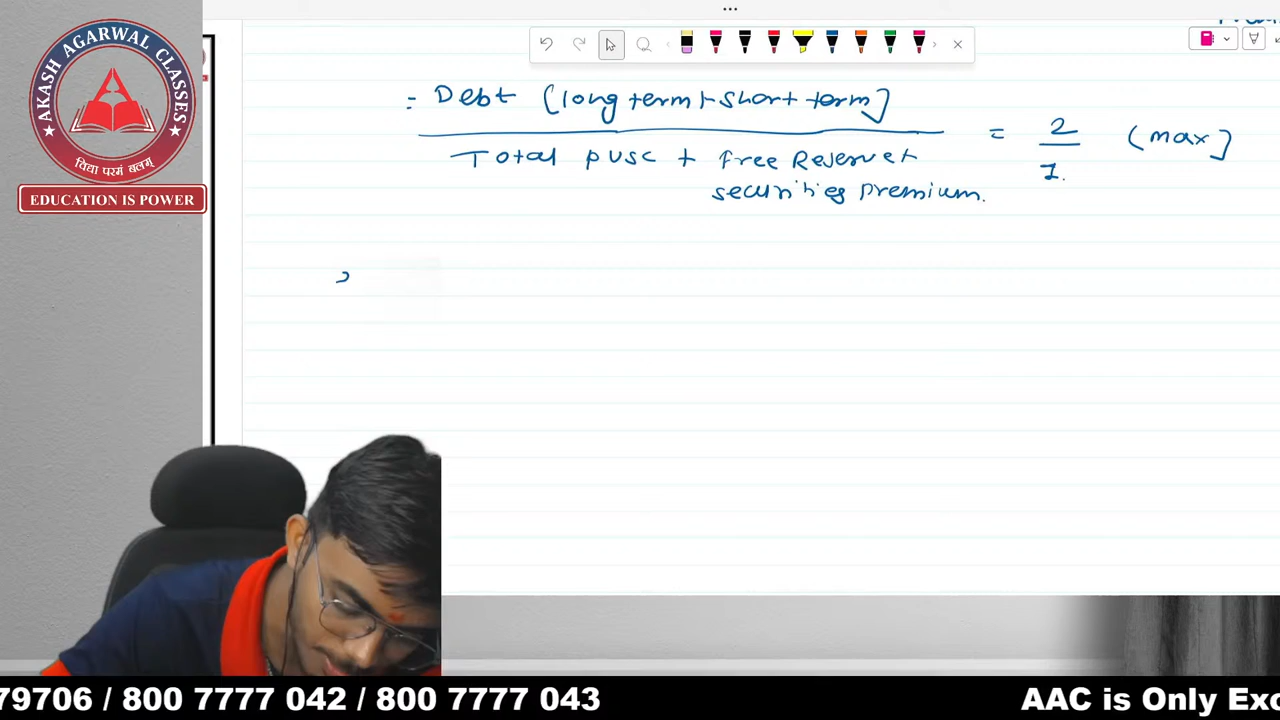 AKASH AGARWAL CLASSES
विद्या परमं बलम्
EDUCATION IS POWER
= Debt (long term + short term]
Total PUSC + free Reserve +
securities premium.
= 2 (max]
1.
79706 / 800 7777 042 / 800 7777 043
AAC is Only Exc